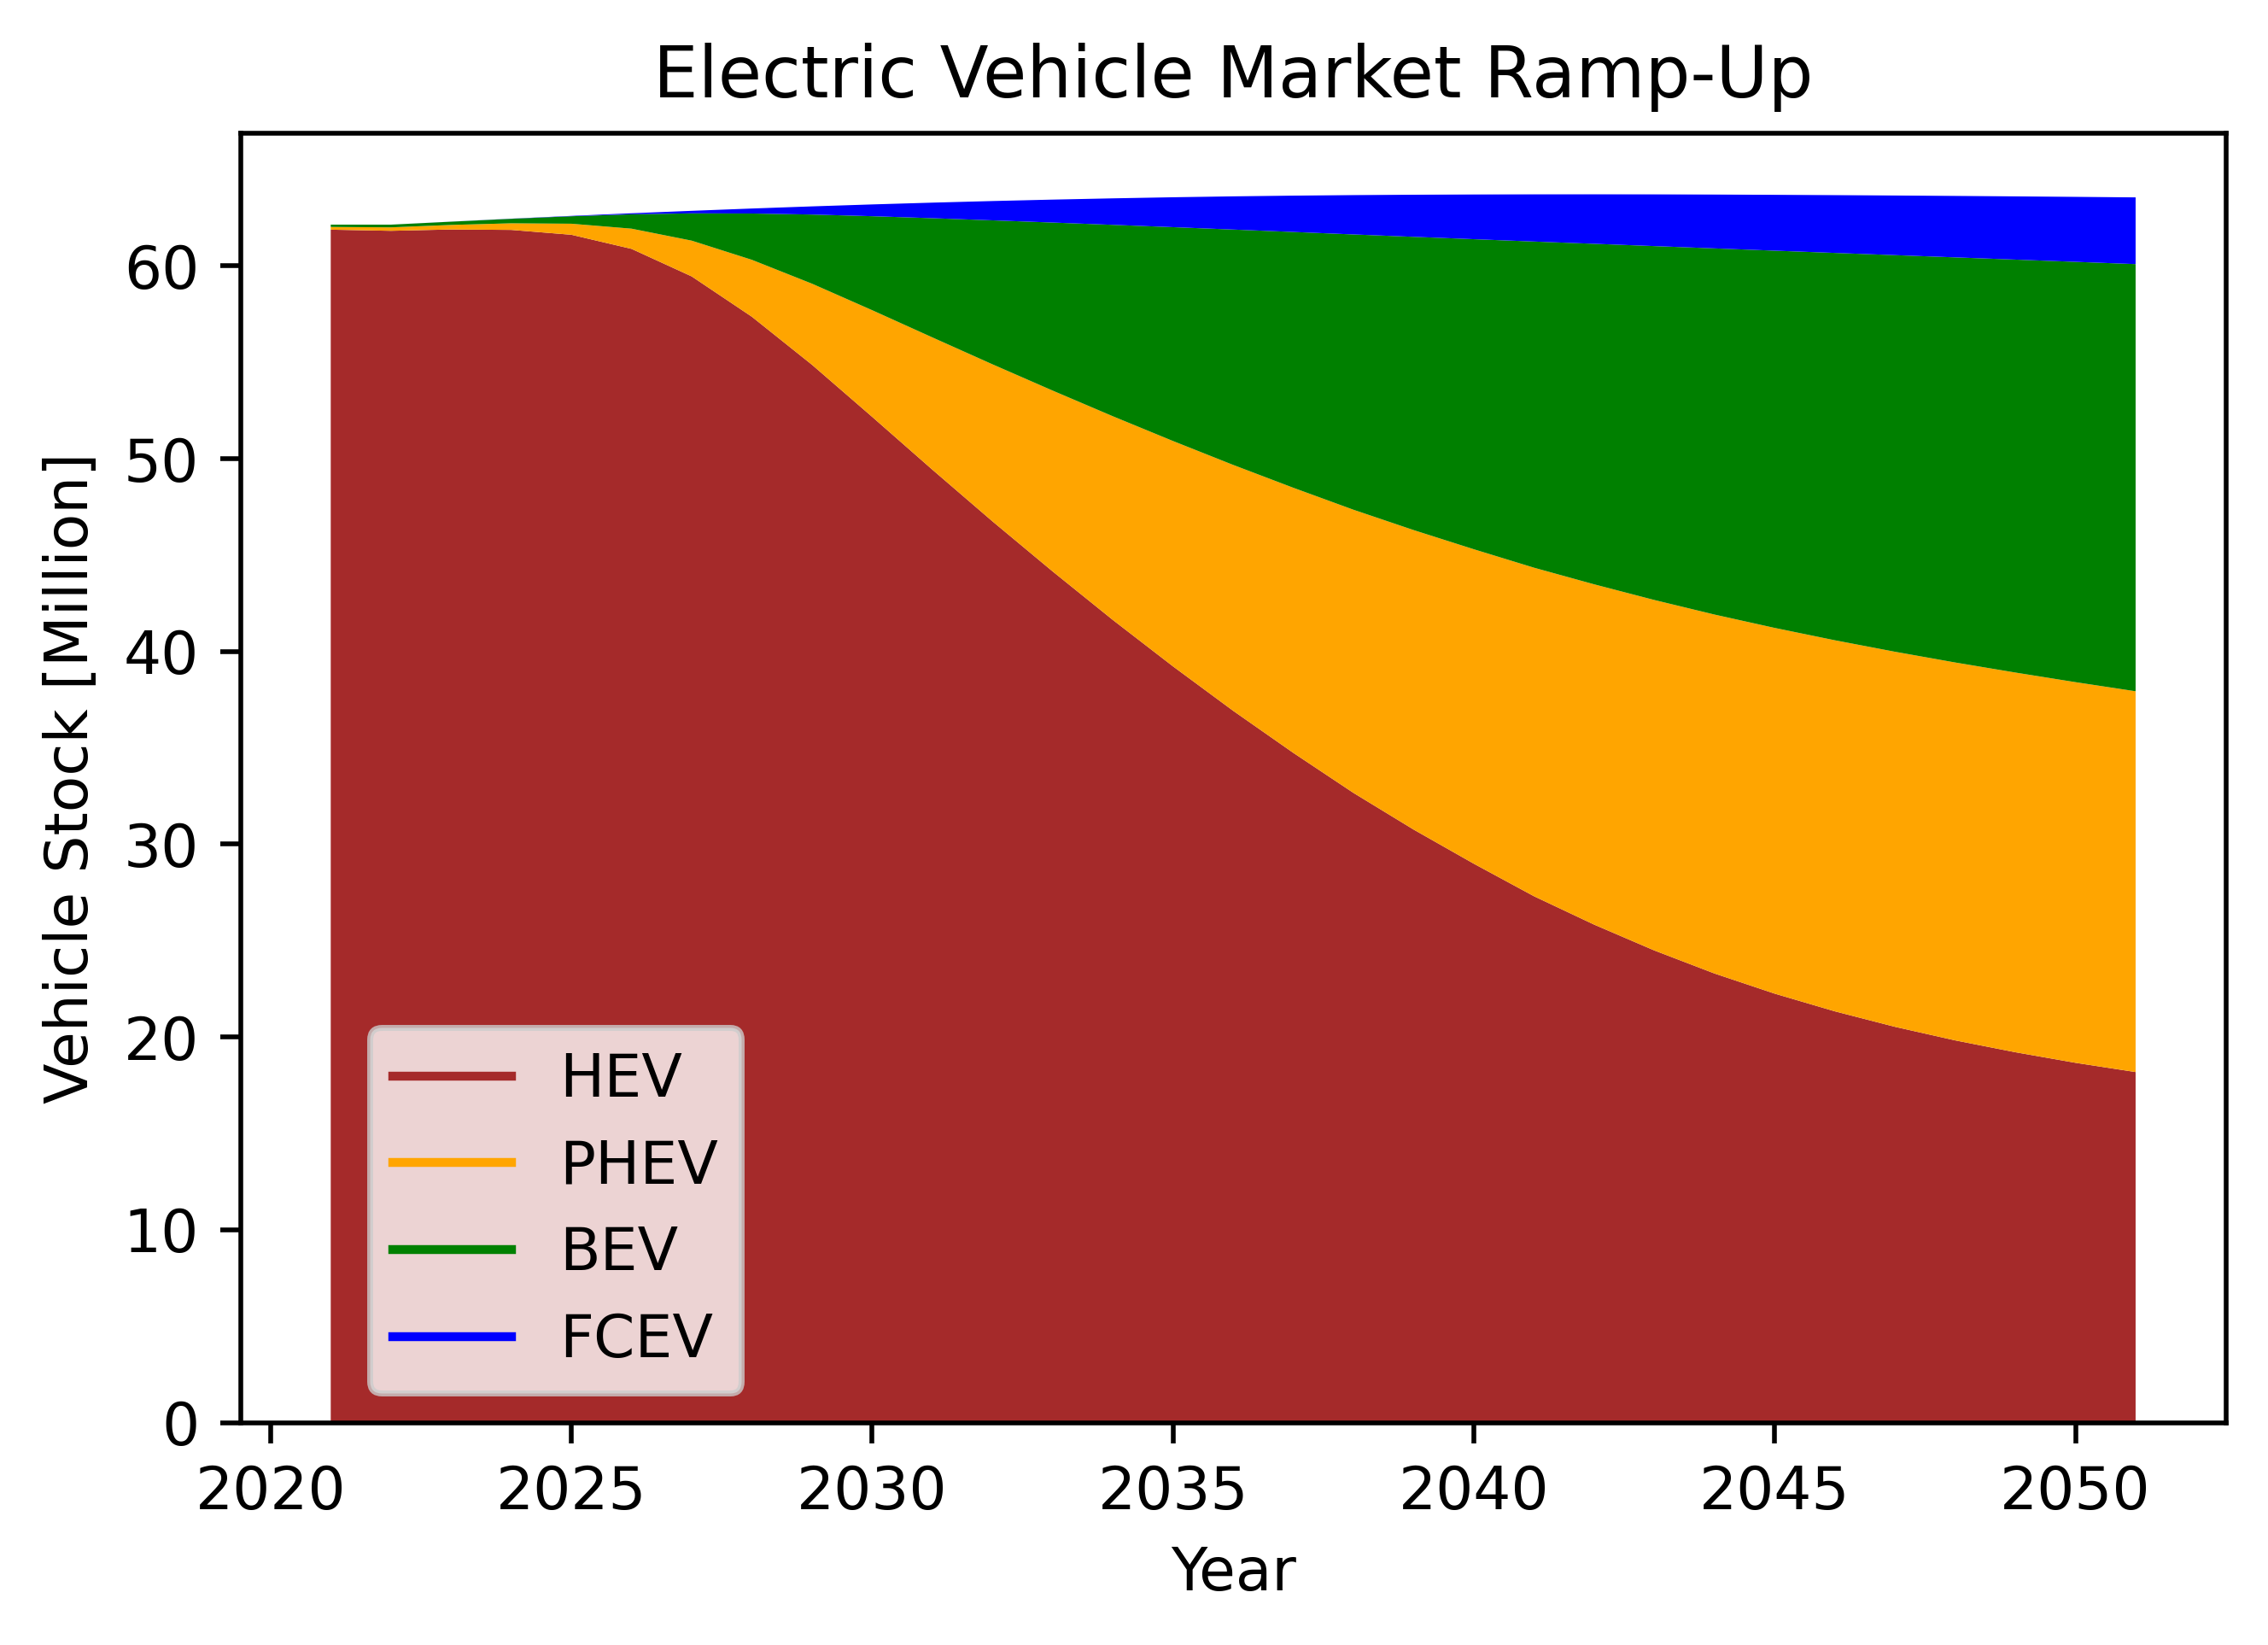 Electric Vehicle Market Ramp-Up
Vehicle Stock [Million]
60
50
40
30
20
10
0
HEV
PHEV
BEV
FCEV
2020 2025 2030 2035 2040 2045 2050
Year